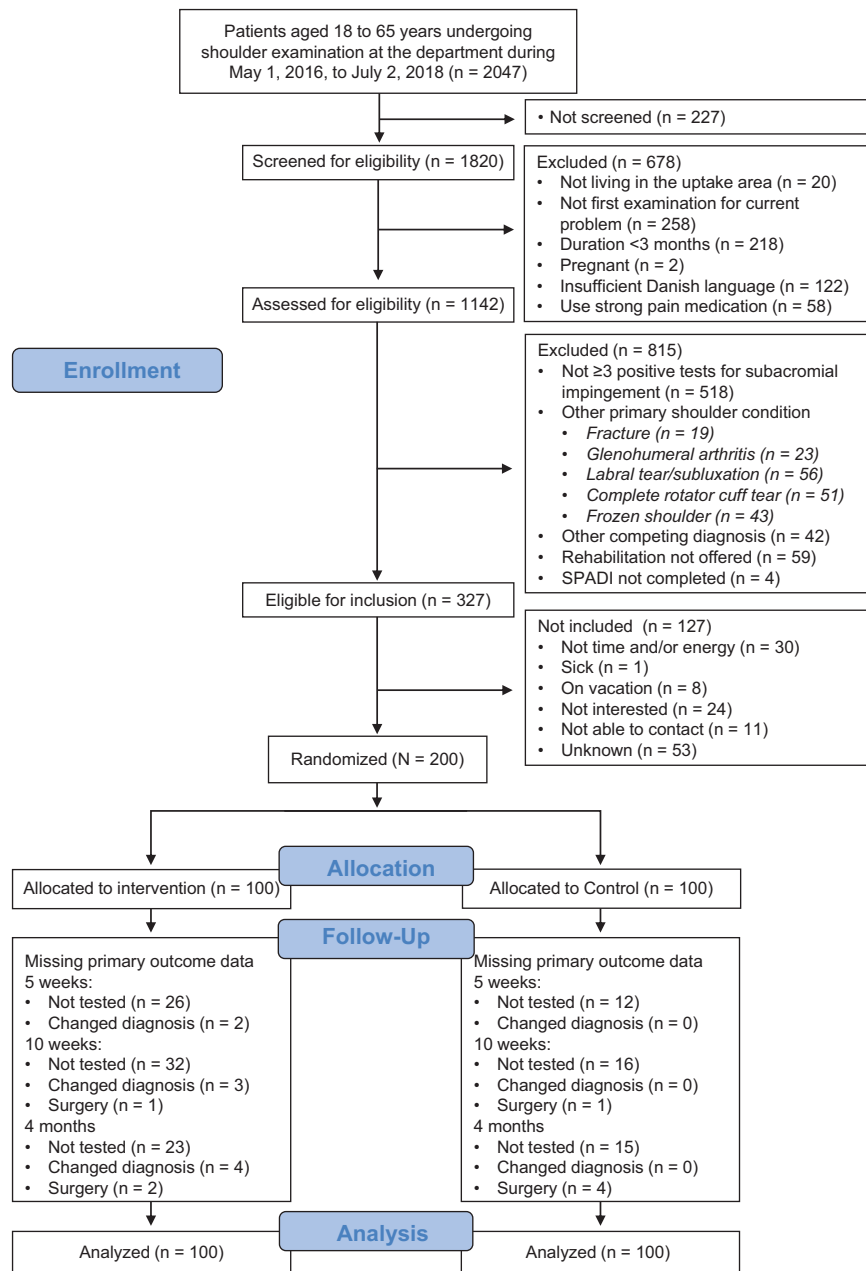 Patients aged 18 to 65 years undergoing
shoulder examination at the department during
May 1, 2016, to July 2, 2018 (n = 2047)
• Not screened (n = 227)
Screened for eligibility (n = 1820)
Excluded (n = 678)
• Not living in the uptake area (n = 20)
• Not first examination for current
problem (n = 258)
• Duration <3 months (n = 218)
• Pregnant (n = 2)
• Insufficient Danish language (n = 122)
• Use strong pain medication (n = 58)
Assessed for eligibility (n = 1142)
Enrollment
Excluded (n = 815)
• Not ≥3 positive tests for subacromial
impingement (n = 518)
• Other primary shoulder condition
• Fracture (n = 19)
• Glenohumeral arthritis (n = 23)
• Labral tear/subluxation (n = 56)
• Complete rotator cuff tear (n = 51)
• Frozen shoulder (n = 43)
• Other competing diagnosis (n = 42)
• Rehabilitation not offered (n = 59)
• SPADI not completed (n = 4)
Eligible for inclusion (n = 327)
Not included (n = 127)
• Not time and/or energy (n = 30)
• Sick (n = 1)
• On vacation (n = 8)
• Not interested (n = 24)
• Not able to contact (n = 11)
• Unknown (n = 53)
Randomized (N = 200)
Allocation
Allocated to intervention (n = 100)
Allocated to Control (n = 100)
Follow-Up
Missing primary outcome data
5 weeks:
• Not tested (n = 26)
• Changed diagnosis (n = 2)
10 weeks:
• Not tested (n = 32)
• Changed diagnosis (n = 3)
• Surgery (n = 1)
4 months
• Not tested (n = 23)
• Changed diagnosis (n = 4)
• Surgery (n = 2)
Missing primary outcome data
5 weeks:
• Not tested (n = 12)
• Changed diagnosis (n = 0)
10 weeks:
• Not tested (n = 16)
• Changed diagnosis (n = 0)
• Surgery (n = 1)
4 months
• Not tested (n = 15)
• Changed diagnosis (n = 0)
• Surgery (n = 4)
Analysis
Analyzed (n = 100)
Analyzed (n = 100)